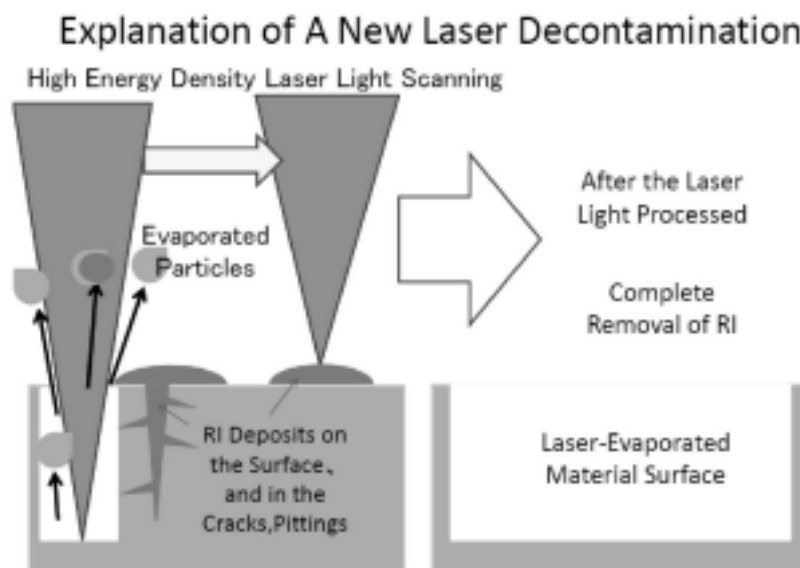 Explanation of A New Laser Decontamination
High Energy Density Laser Light Scanning
Evaporated
Particles
After the Laser
Light Processed
Complete
Removal of RI
RI Deposits on
the Surface、
and in the
Cracks,Pittings
Laser-Evaporated
Material Surface